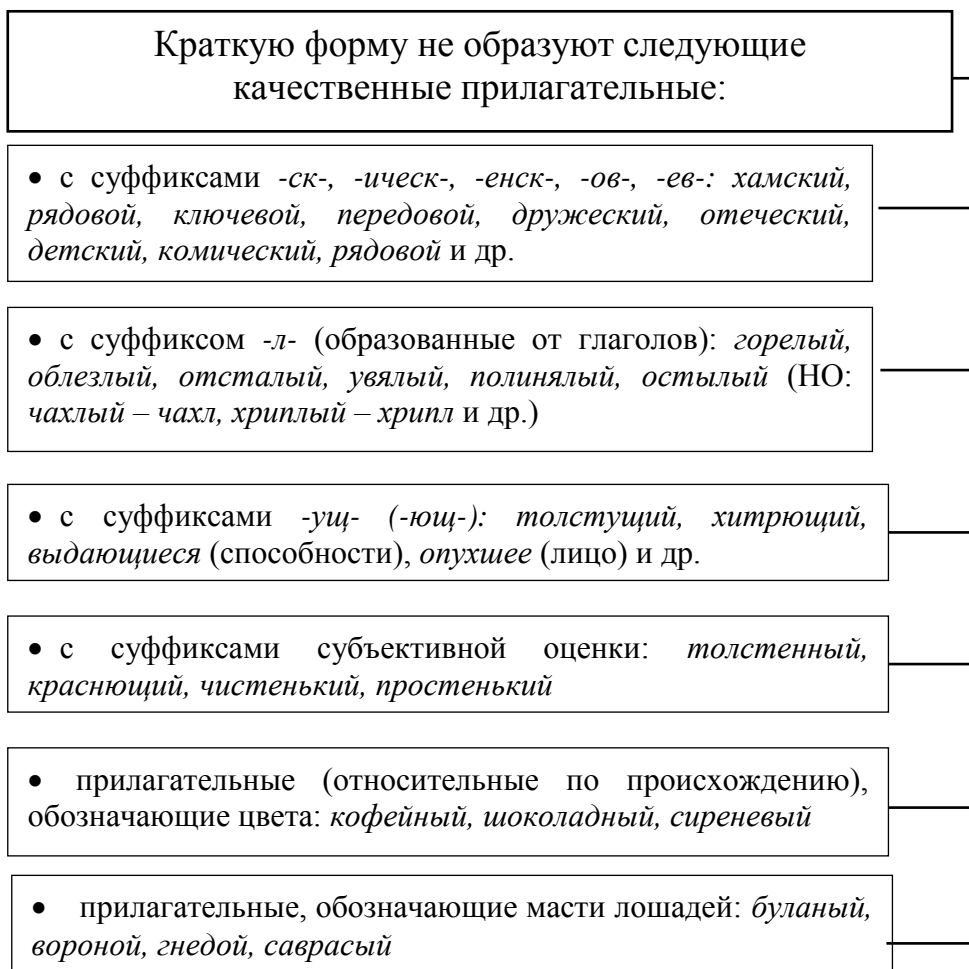 Краткую форму не образуют следующие
качественные прилагательные:
• с суффиксами -ск-, -ическ-, -енск-, -ов-, -ев-: хамский,
рядовой, ключевой, передовой, дружеский, отеческий,
детский, комический, рядовой и др.
• с суффиксом -л- (образованные от глаголов): горелый,
облезлый, отсталый, увялый, полинялый, остылый (НО:
чахлый – чахл, хриплый – хрипл и др.)
• с суффиксами -ущ- (-ющ-): толстущий, хитрющий,
выдающиеся (способности), опухшее (лицо) и др.
• с суффиксами субъективной оценки: толстенный,
краснющий, чистенький, простенький
• прилагательные (относительные по происхождению),
обозначающие цвета: кофейный, шоколадный, сиреневый
• прилагательные, обозначающие масти лошадей: буланый,
вороной, гнедой, саврасый